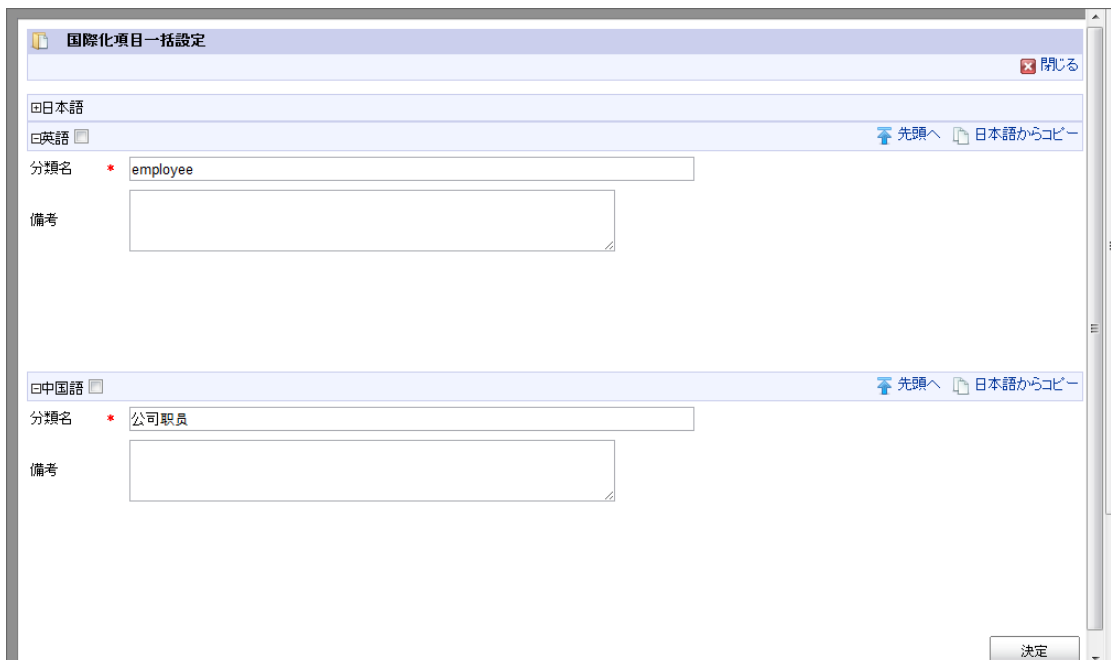 国際化項目一括設定
閉じる
日本語
英語 先頭へ 日本語からコピー
分類名 * employee
備考
中国語 先頭へ 日本語からコピー
分類名 * 公司职员
備考
決定